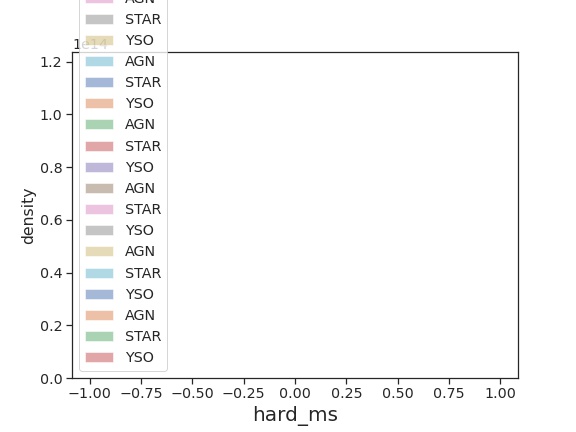 AGN
STAR
YSO
1e14
AGN
STAR
YSO
AGN
STAR
YSO
AGN
STAR
YSO
AGN
STAR
YSO
AGN
STAR
YSO
1.2
1.0
0.8
0.6
0.4
0.2
0.0
density
−1.00 −0.75 −0.50 −0.25 0.00 0.25 0.50 0.75 1.00
hard_ms